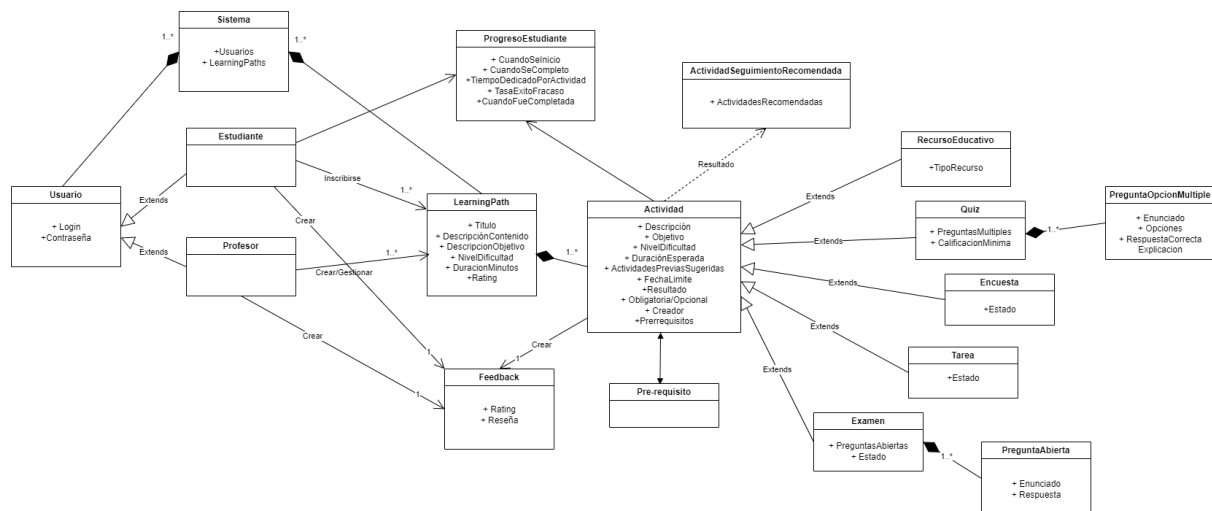 Sistema
+Usuarios
+ LearningPaths
1..*
1..*
ProgresoEstudiante
+ CuandoSeInicio
+ CuandoSeCompleto
+TiempoDedicadoPorActividad
+ TasaExitoFracaso
+CuandoFueCompletada
ActividadSeguimientoRecomendada
+ ActividadesRecomendadas
Resultado
Estudiante
Inscribirse
1..*
Extends
Crear
Usuario
+ Login
+Contraseña
Extends
Profesor
Crear/Gestionar
1..*
Crear
LearningPath
+ Titulo
+ DescripciónContenido
+ DescripcionObjetivo
+ NivelDificultad
+ DuracionMinutos
+Rating
1..*
Actividad
+ Descripción
+ Objetivo
+ NivelDificultad
+ DuraciónEsperada
+ ActividadesPreviasSugeridas
+ FechaLimite
+Resultado
+ Obligatoria/Opcional
+ Creador
+Prerrequisitos
Extends
Extends
Extends
Extends
Extends
RecursoEducativo
+TipoRecurso
Quiz
+ PreguntasMultiples
+ CalificacionMinima
1..*
PreguntaOpcionMultiple
+ Enunciado
+ Opciones
+ RespuestaCorrecta
Explicacion
Encuesta
+Estado
Tarea
+Estado
Crear
1
1
1
Feedback
+ Rating
+ Reseña
Pre-requisito
Examen
+ PreguntasAbiertas
+ Estado
1..*
PreguntaAbierta
+ Enunciado
+ Respuesta